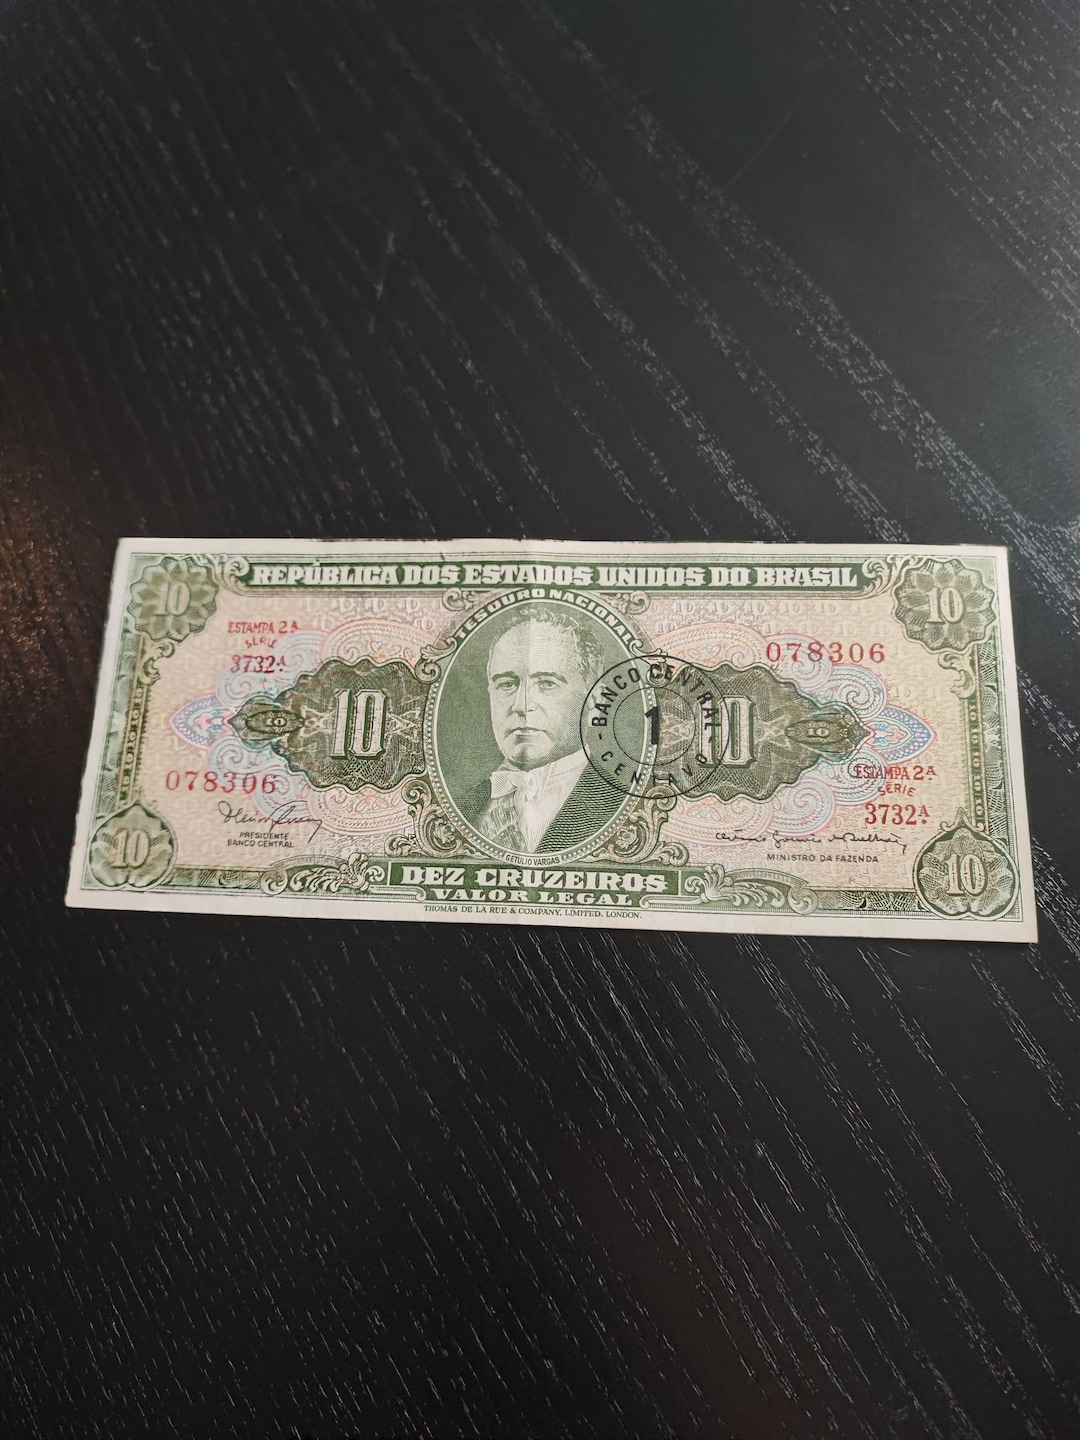 10
REPÚBLICA DOS ESTADOS UNIDOS DO BRASIL
10
TESOURO NACIONAL
ESTAMPA 2ª
SÉRIE
3732ª
078306
10
BANCO CENTRAL
1
CENTAVO
10
078306
ESTAMPA 2ª
SÉRIE
3732ª
PRESIDENTE
BANCO CENTRAL
GETULIO VARGAS
MINISTRO DA FAZENDA
10
DEZ CRUZEIROS
VALOR LEGAL
10
THOMAS DE LA RUE & COMPANY, LIMITED, LONDON.